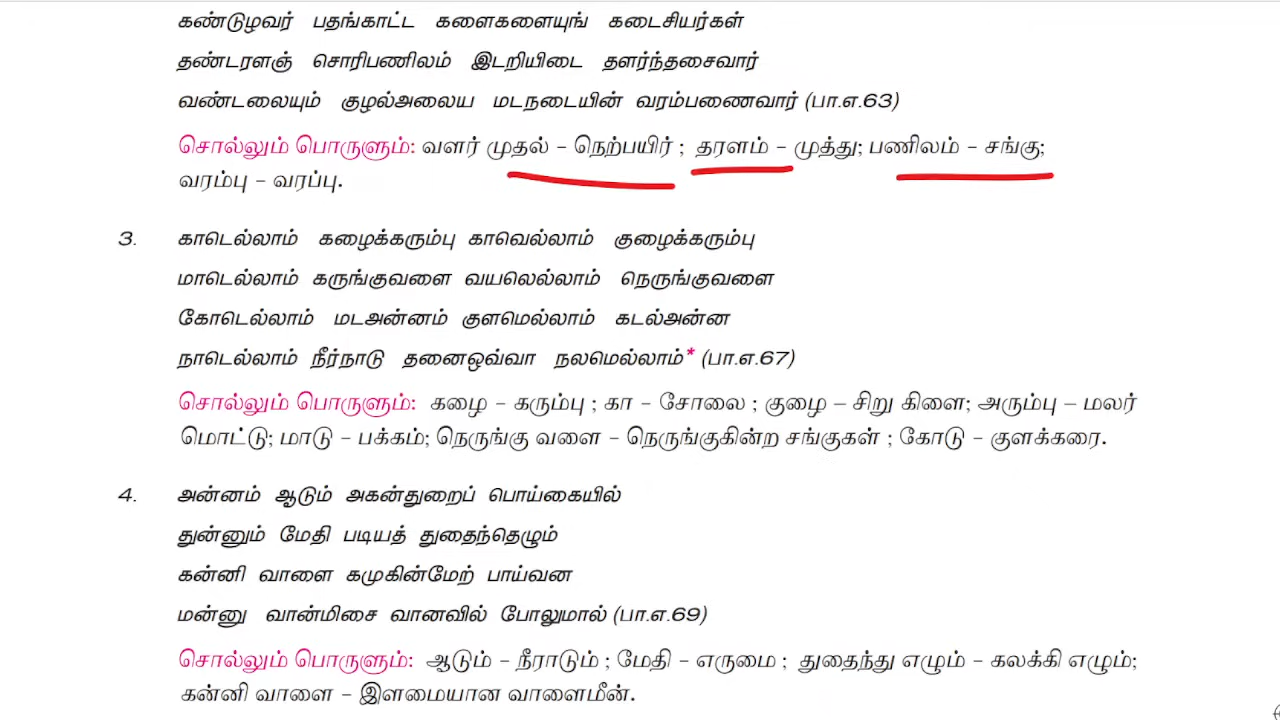 கண்டுழவர் பதங்காட்ட களைகளையுங் கடைசியர்கள்
தண்டரளஞ் சொரிபணிலம் இடறியிடை தளர்ந்தசைவார்
வண்டலையும் குழல்அலைய மடநடையின் வரம்பணைவார் (பா.எ.63)
சொல்லும் பொருளும்: வளர் முதல் – நெற்பயிர் ; தரளம் – முத்து; பணிலம் – சங்கு;
வரம்பு – வரப்பு.
3. காடெல்லாம் கழைக்கரும்பு காவெல்லாம் குழைக்கரும்பு
மாடெல்லாம் கருங்குவளை வயலெல்லாம் நெருங்குவளை
கோடெல்லாம் மடஅன்னம் குளமெல்லாம் கடல்அன்ன
நாடெல்லாம் நீர்நாடு தனைஒவ்வா நலமெல்லாம்* (பா.எ.67)
சொல்லும் பொருளும்: கழை – கரும்பு ; கா – சோலை ; குழை – சிறு கிளை; அரும்பு – மலர்
மொட்டு; மாடு – பக்கம்; நெருங்கு வளை – நெருங்குகின்ற சங்குகள் ; கோடு – குளக்கரை.
4. அன்னம் ஆடும் அகன்துறைப் பொய்கையில்
துன்னும் மேதி படியத் துதைந்தெழும்
கன்னி வாளை கமுகின்மேற் பாய்வன
மன்னு வான்மிசை வானவில் போலுமால் (பா.எ.69)
சொல்லும் பொருளும்: ஆடும் – நீராடும் ; மேதி – எருமை ; துதைந்து எழும் – கலக்கி எழும்;
கன்னி வாளை – இளமையான வாளைமீன்.